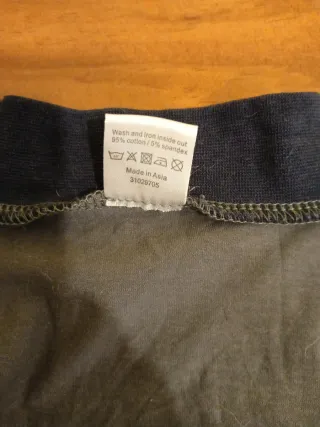 Wash and iron inside out
95% cotton / 5% spandex
Made in Asia
31020705